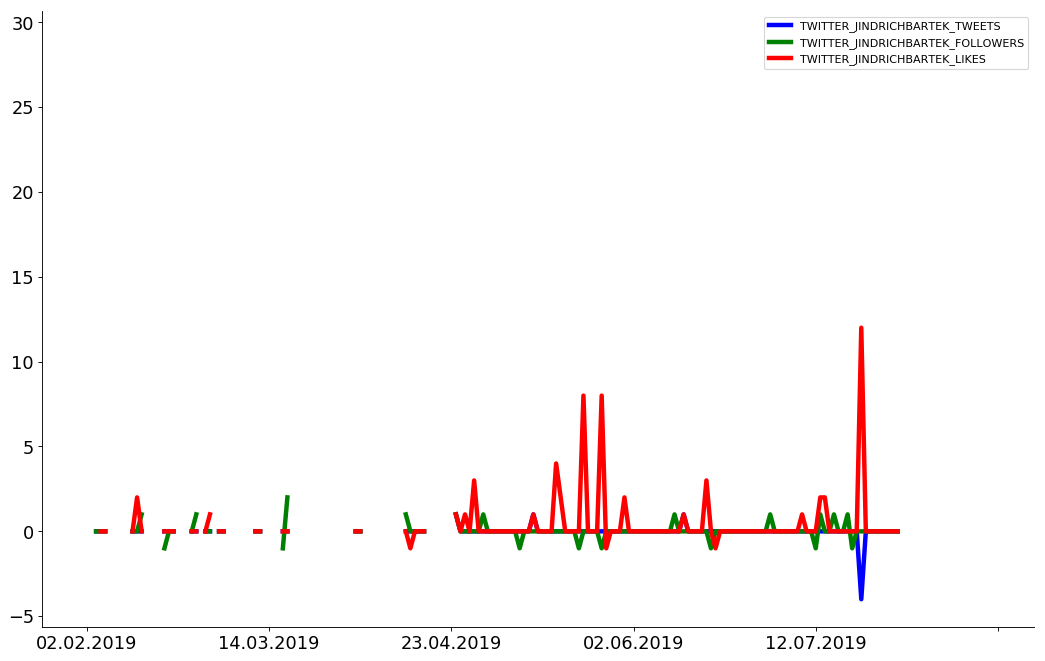 30
25
20
15
10
5
0
−5
02.02.2019 14.03.2019 23.04.2019 02.06.2019 12.07.2019
TWITTER_JINDRICHBARTEK_TWEETS
TWITTER_JINDRICHBARTEK_FOLLOWERS
TWITTER_JINDRICHBARTEK_LIKES